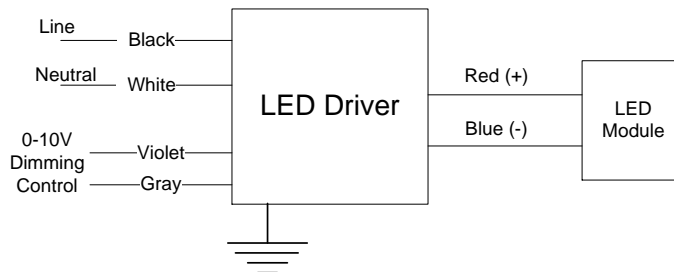 Line
Black
Neutral
White
0-10V
Dimming
Control
Violet
Gray
LED Driver
Red (+)
Blue (-)
LED
Module